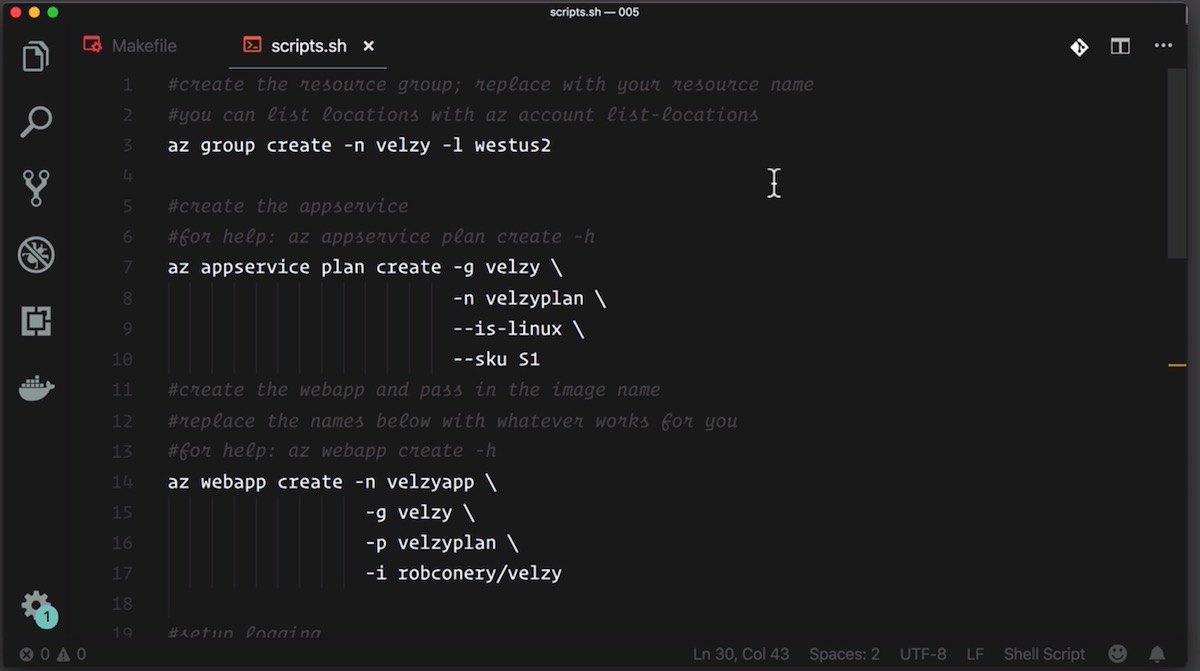 scripts.sh — 005
Makefile
scripts.sh ×
1 #create the resource group; replace with your resource name
2 #you can list locations with az account list-locations
3 az group create -n velzy -l westus2
4
5 #create the appservice
6 #for help: az appservice plan create -h
7 az appservice plan create -g velzy \
8 -n velzyplan \
9 --is-linux \
10 --sku S1
11 #create the webapp and pass in the image name
12 #replace the names below with whatever works for you
13 #for help: az webapp create -h
14 az webapp create -n velzyapp \
15 -g velzy \
16 -p velzyplan \
17 -i robconery/velzy
18
19 #setup logging
1
0 0 Ln 30, Col 43 Spaces: 2 UTF-8 LF Shell Script